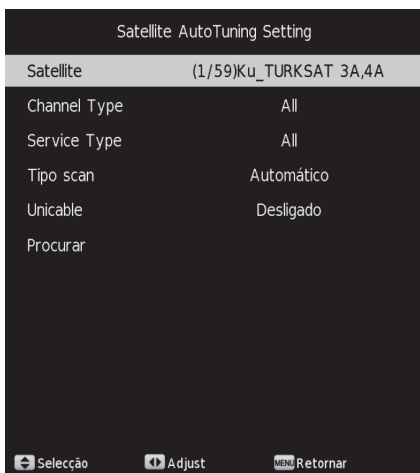 Satellite AutoTuning Setting
Satellite (1/59)Ku_TURKSAT 3A,4A
Channel Type All
Service Type All
Tipo scan Automático
Unicable Desligado
Procurar
Selecção Adjust MENU Retornar